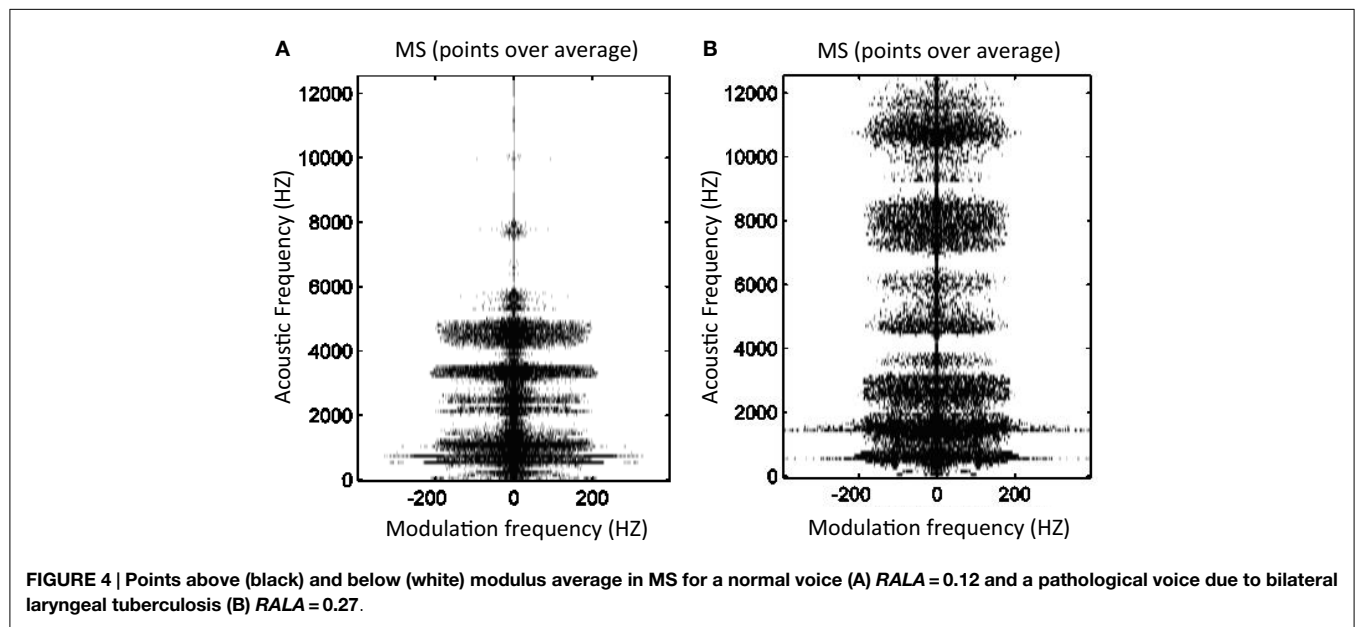 A MS (points over average)
B MS (points over average)
12000
10000
8000
6000
4000
2000
0
Acoustic Frequency (HZ)
-200 0 200
Modulation frequency (HZ)
12000
10000
8000
6000
4000
2000
0
Acoustic Frequency (HZ)
-200 0 200
Modulation frequency (HZ)
FIGURE 4 | Points above (black) and below (white) modulus average in MS for a normal voice (A) RALA = 0.12 and a pathological voice due to bilateral
laryngeal tuberculosis (B) RALA = 0.27.